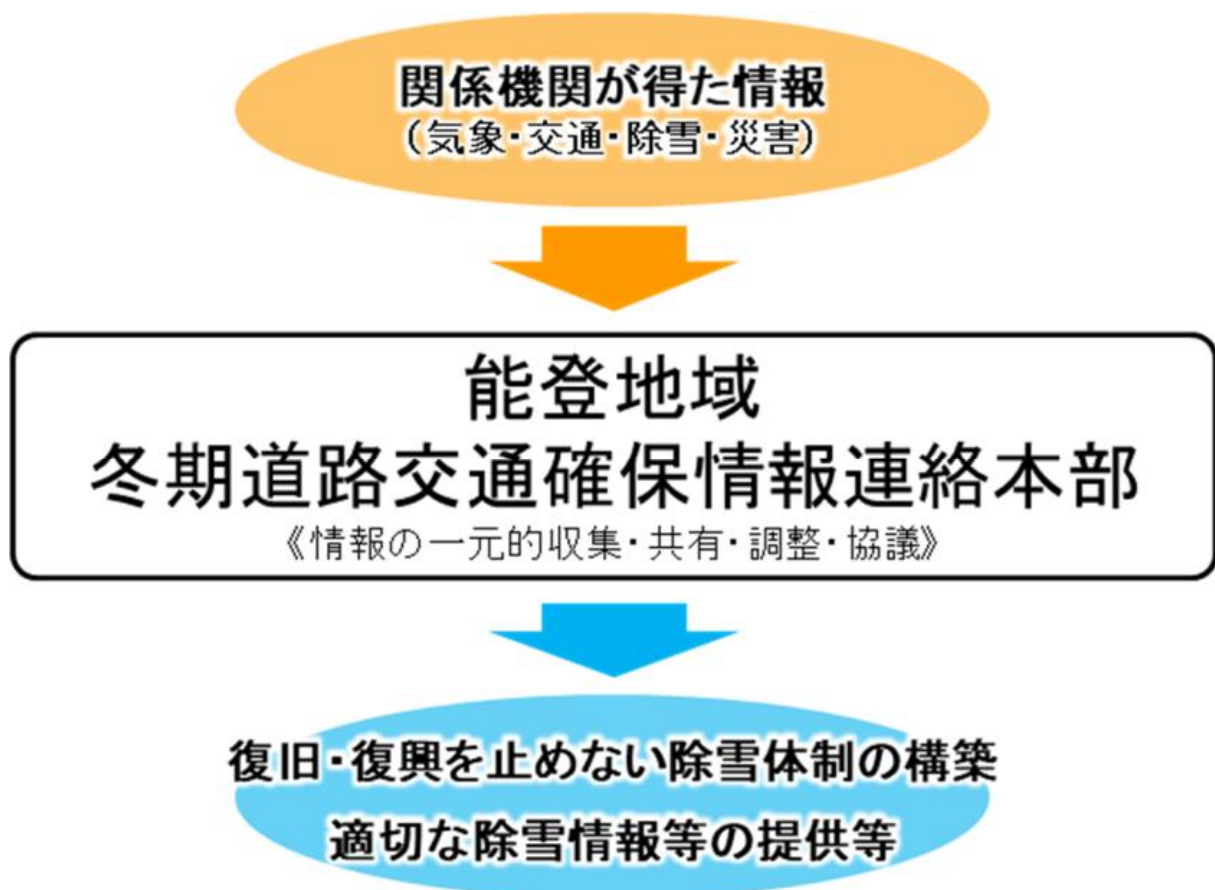 関係機関が得た情報
（気象・交通・除雪・災害）
能登地域
冬期道路交通確保情報連絡本部
《情報の一元的収集・共有・調整・協議》
復旧・復興を止めない除雪体制の構築
適切な除雪情報等の提供等